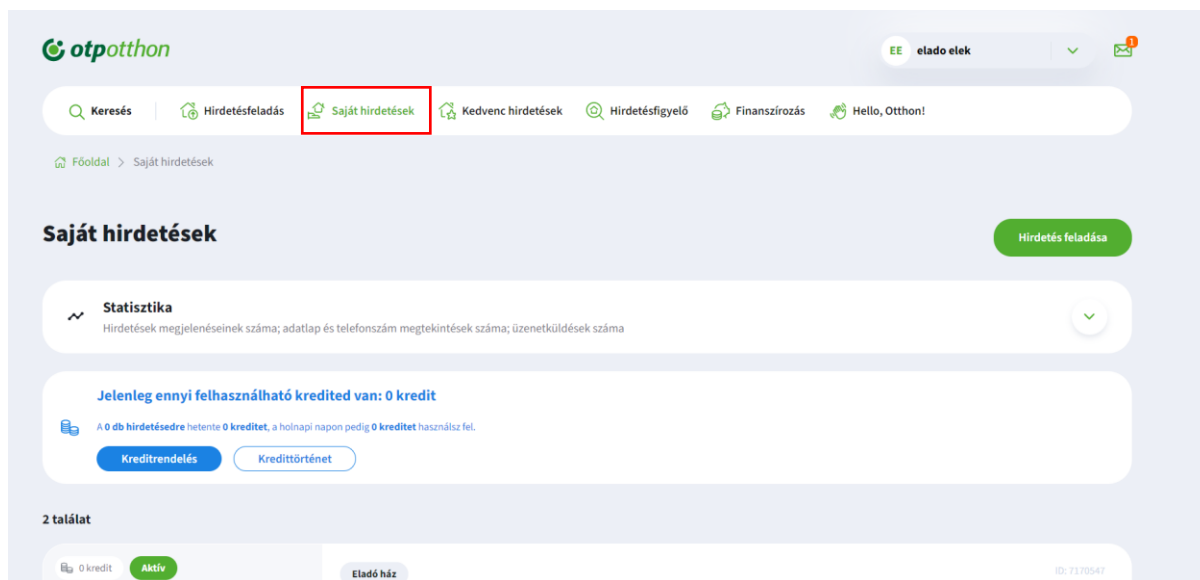 otpotthon
EE elado elek
1
Keresés Hirdetésfeladás Saját hirdetések Kedvenc hirdetések Hirdetésfigyelő Finanszírozás Hello, Otthon!
Főoldal > Saját hirdetések
Saját hirdetések
Hirdetés feladása
Statisztika
Hirdetések megjelenéseinek száma; adatlap és telefonszám megtekintések száma; üzenetküldések száma
Jelenleg ennyi felhasználható kredited van: 0 kredit
A 0 db hirdetésedre hetente 0 kreditet, a holnapi napon pedig 0 kreditet használsz fel.
Kreditrendelés Kredittörténet
2 találat
0 kredit Aktív
Eladó ház
ID: 7170547